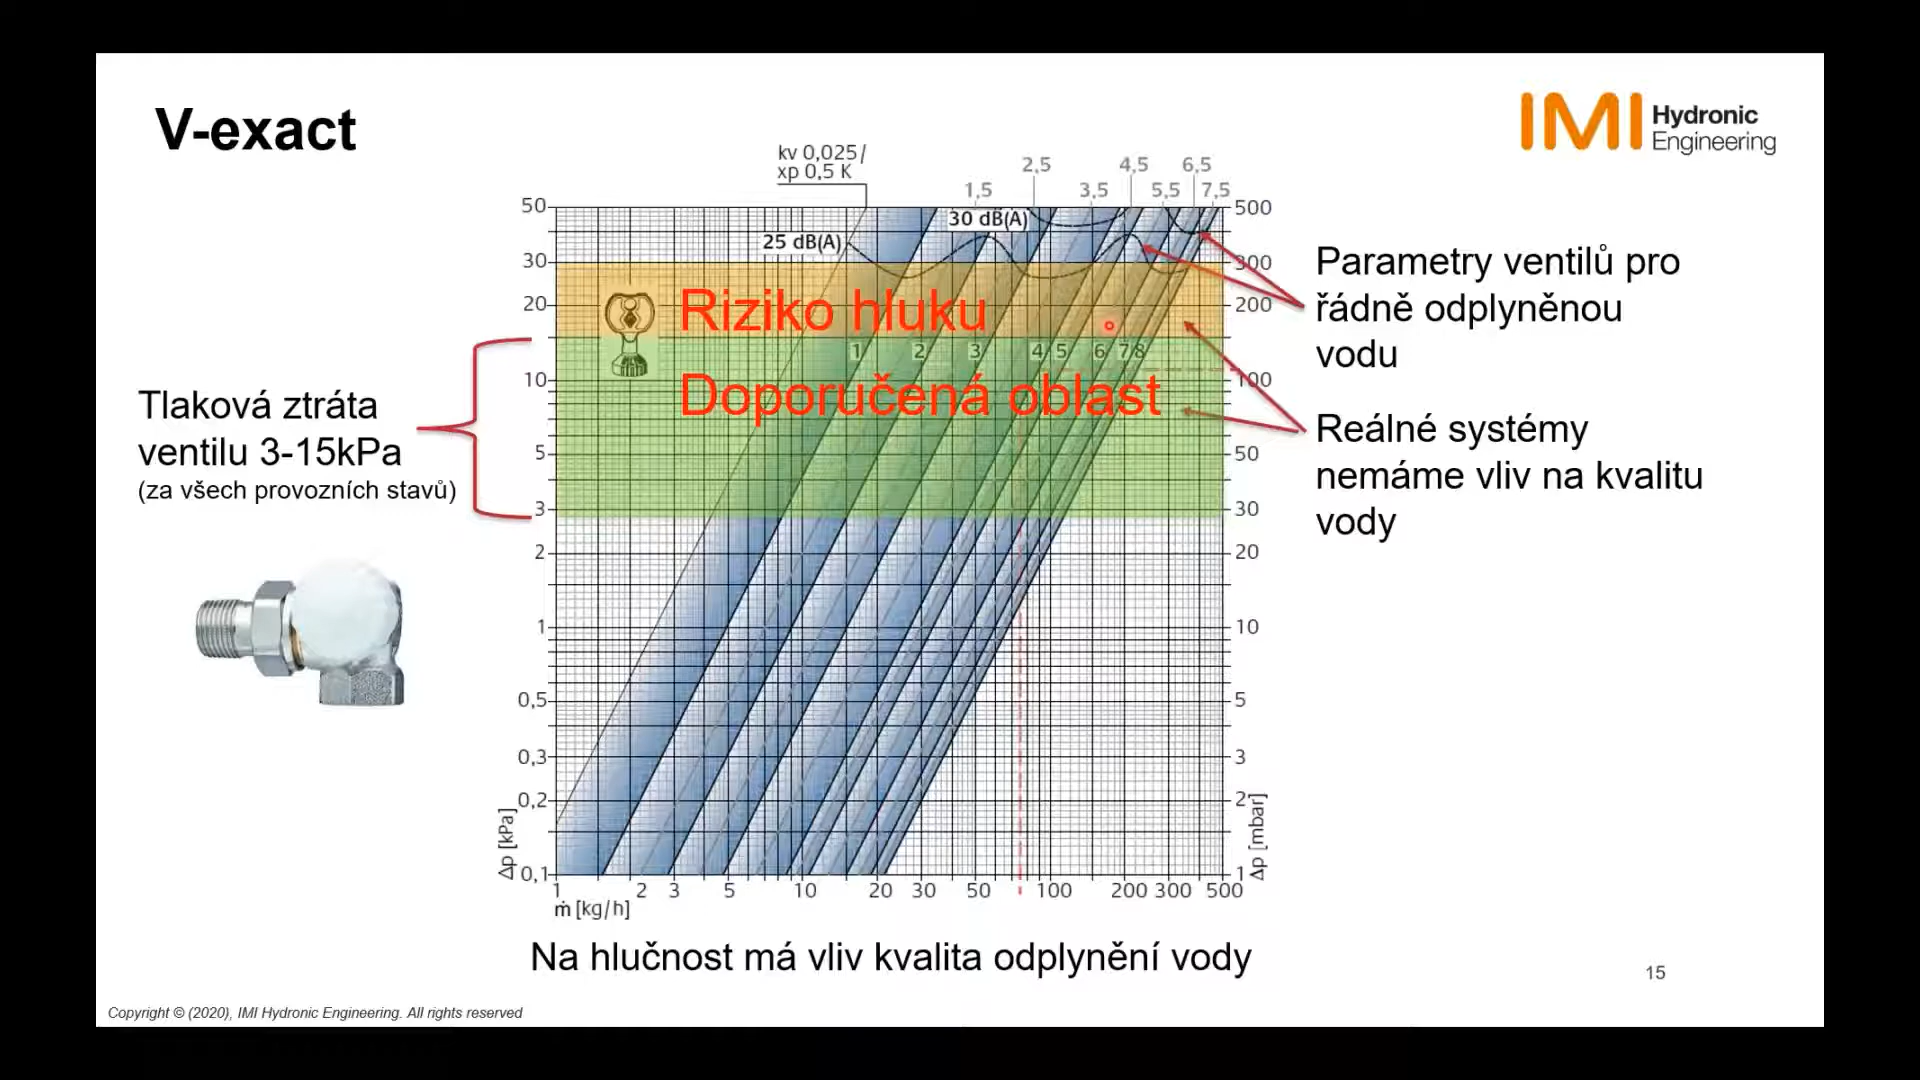 V-exact
IMI Hydronic
Engineering
kv 0,025/
xp 0,5 K
2,5
4,5
6,5
1,5
3,5
5,5
7,5
50
500
30 dB(A)
25 dB(A)
30
300
20
200
Riziko hluku
1 2 3 4 5 6 7 8
10
100
Doporučená oblast
5
50
3
30
2
20
1
10
0,5
5
0,3
3
0,2
2
0,1
1
Δp [kPa]
Δp [mbar]
1 2 3 5 10 20 30 50 100 200 300 500
ṁ [kg/h]
Tlaková ztráta
ventilu 3-15kPa
(za všech provozních stavů)
Parametry ventilů pro
řádně odplyněnou
vodu
Reálné systémy
nemáme vliv na kvalitu
vody
Na hlučnost má vliv kvalita odplynění vody
15
Copyright © (2020), IMI Hydronic Engineering. All rights reserved